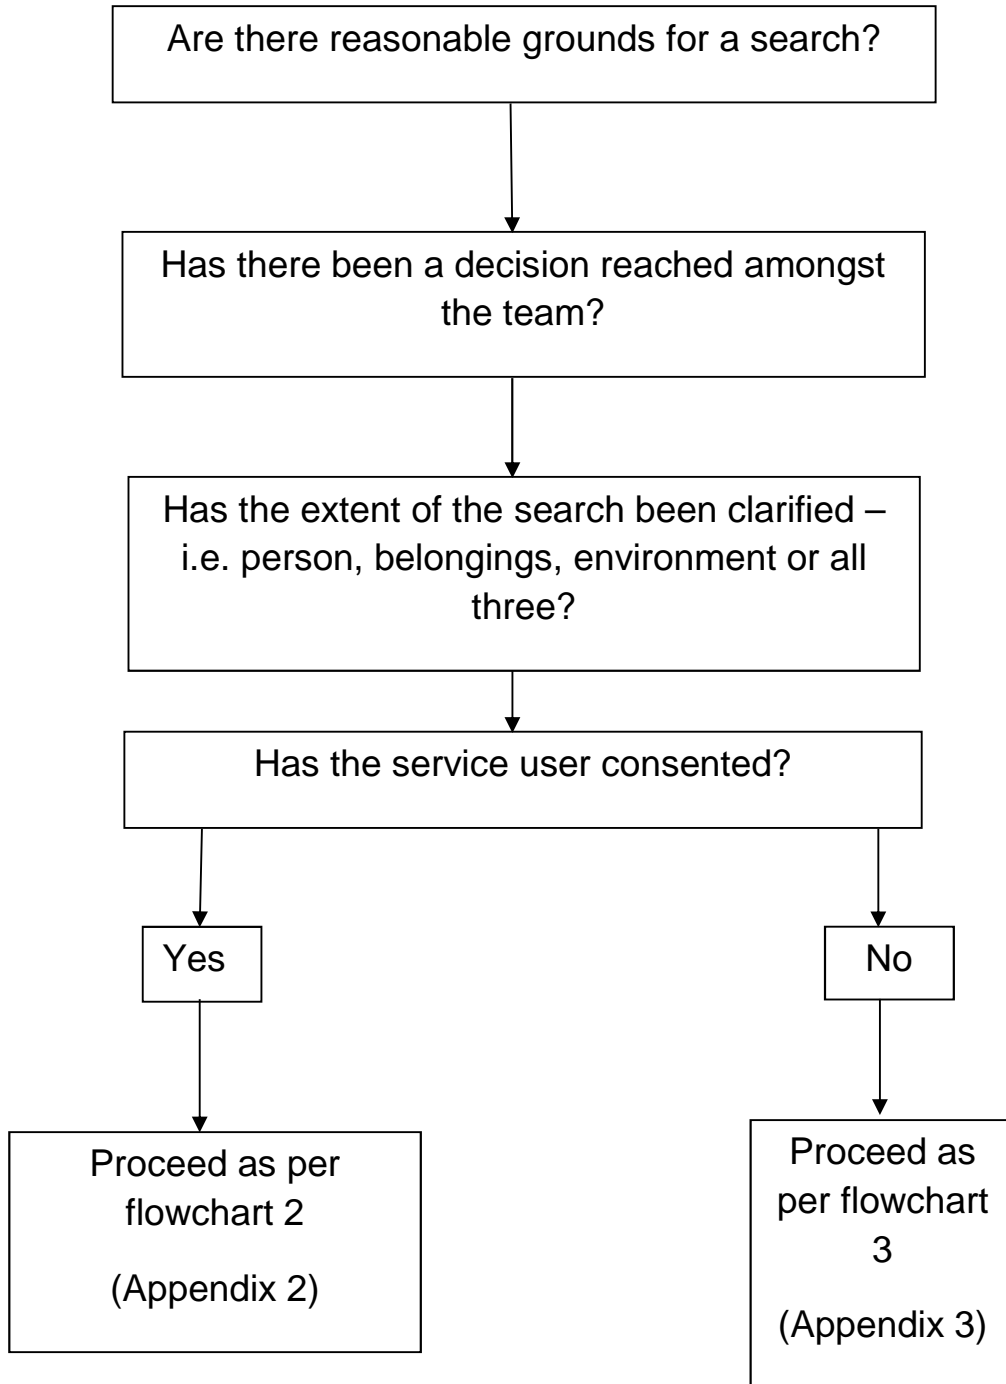 Are there reasonable grounds for a search?
Has there been a decision reached amongst
the team?
Has the extent of the search been clarified –
i.e. person, belongings, environment or all
three?
Has the service user consented?
Yes
No
Proceed as per
flowchart 2
(Appendix 2)
Proceed as
per flowchart
3
(Appendix 3)